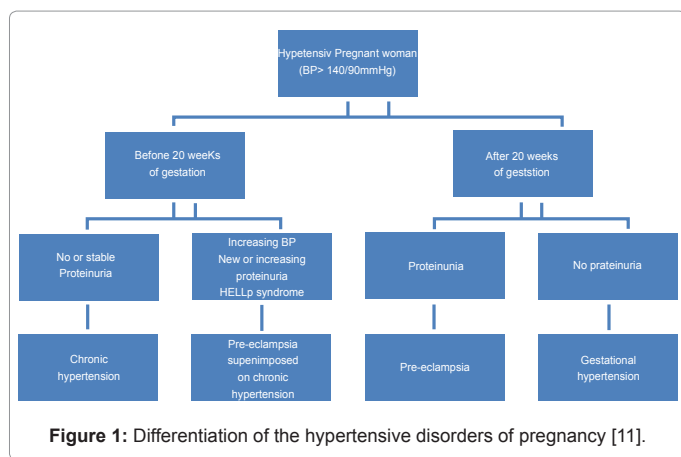 Hypetensiv Pregnant woman
(BP> 140/90mmHg)
Befone 20 weeKs
of gestation
After 20 weeks
of geststion
No or stable
Proteinuria
Increasing BP
New or increasing
proteinuria
HELLp syndrome
Proteinunia
No prateinuria
Chronic
hypertension
Pre-eclampsia
supenimposed
on chronic
hypertension
Pre-eclampsia
Gestational
hypertension
Figure 1: Differentiation of the hypertensive disorders of pregnancy [11].